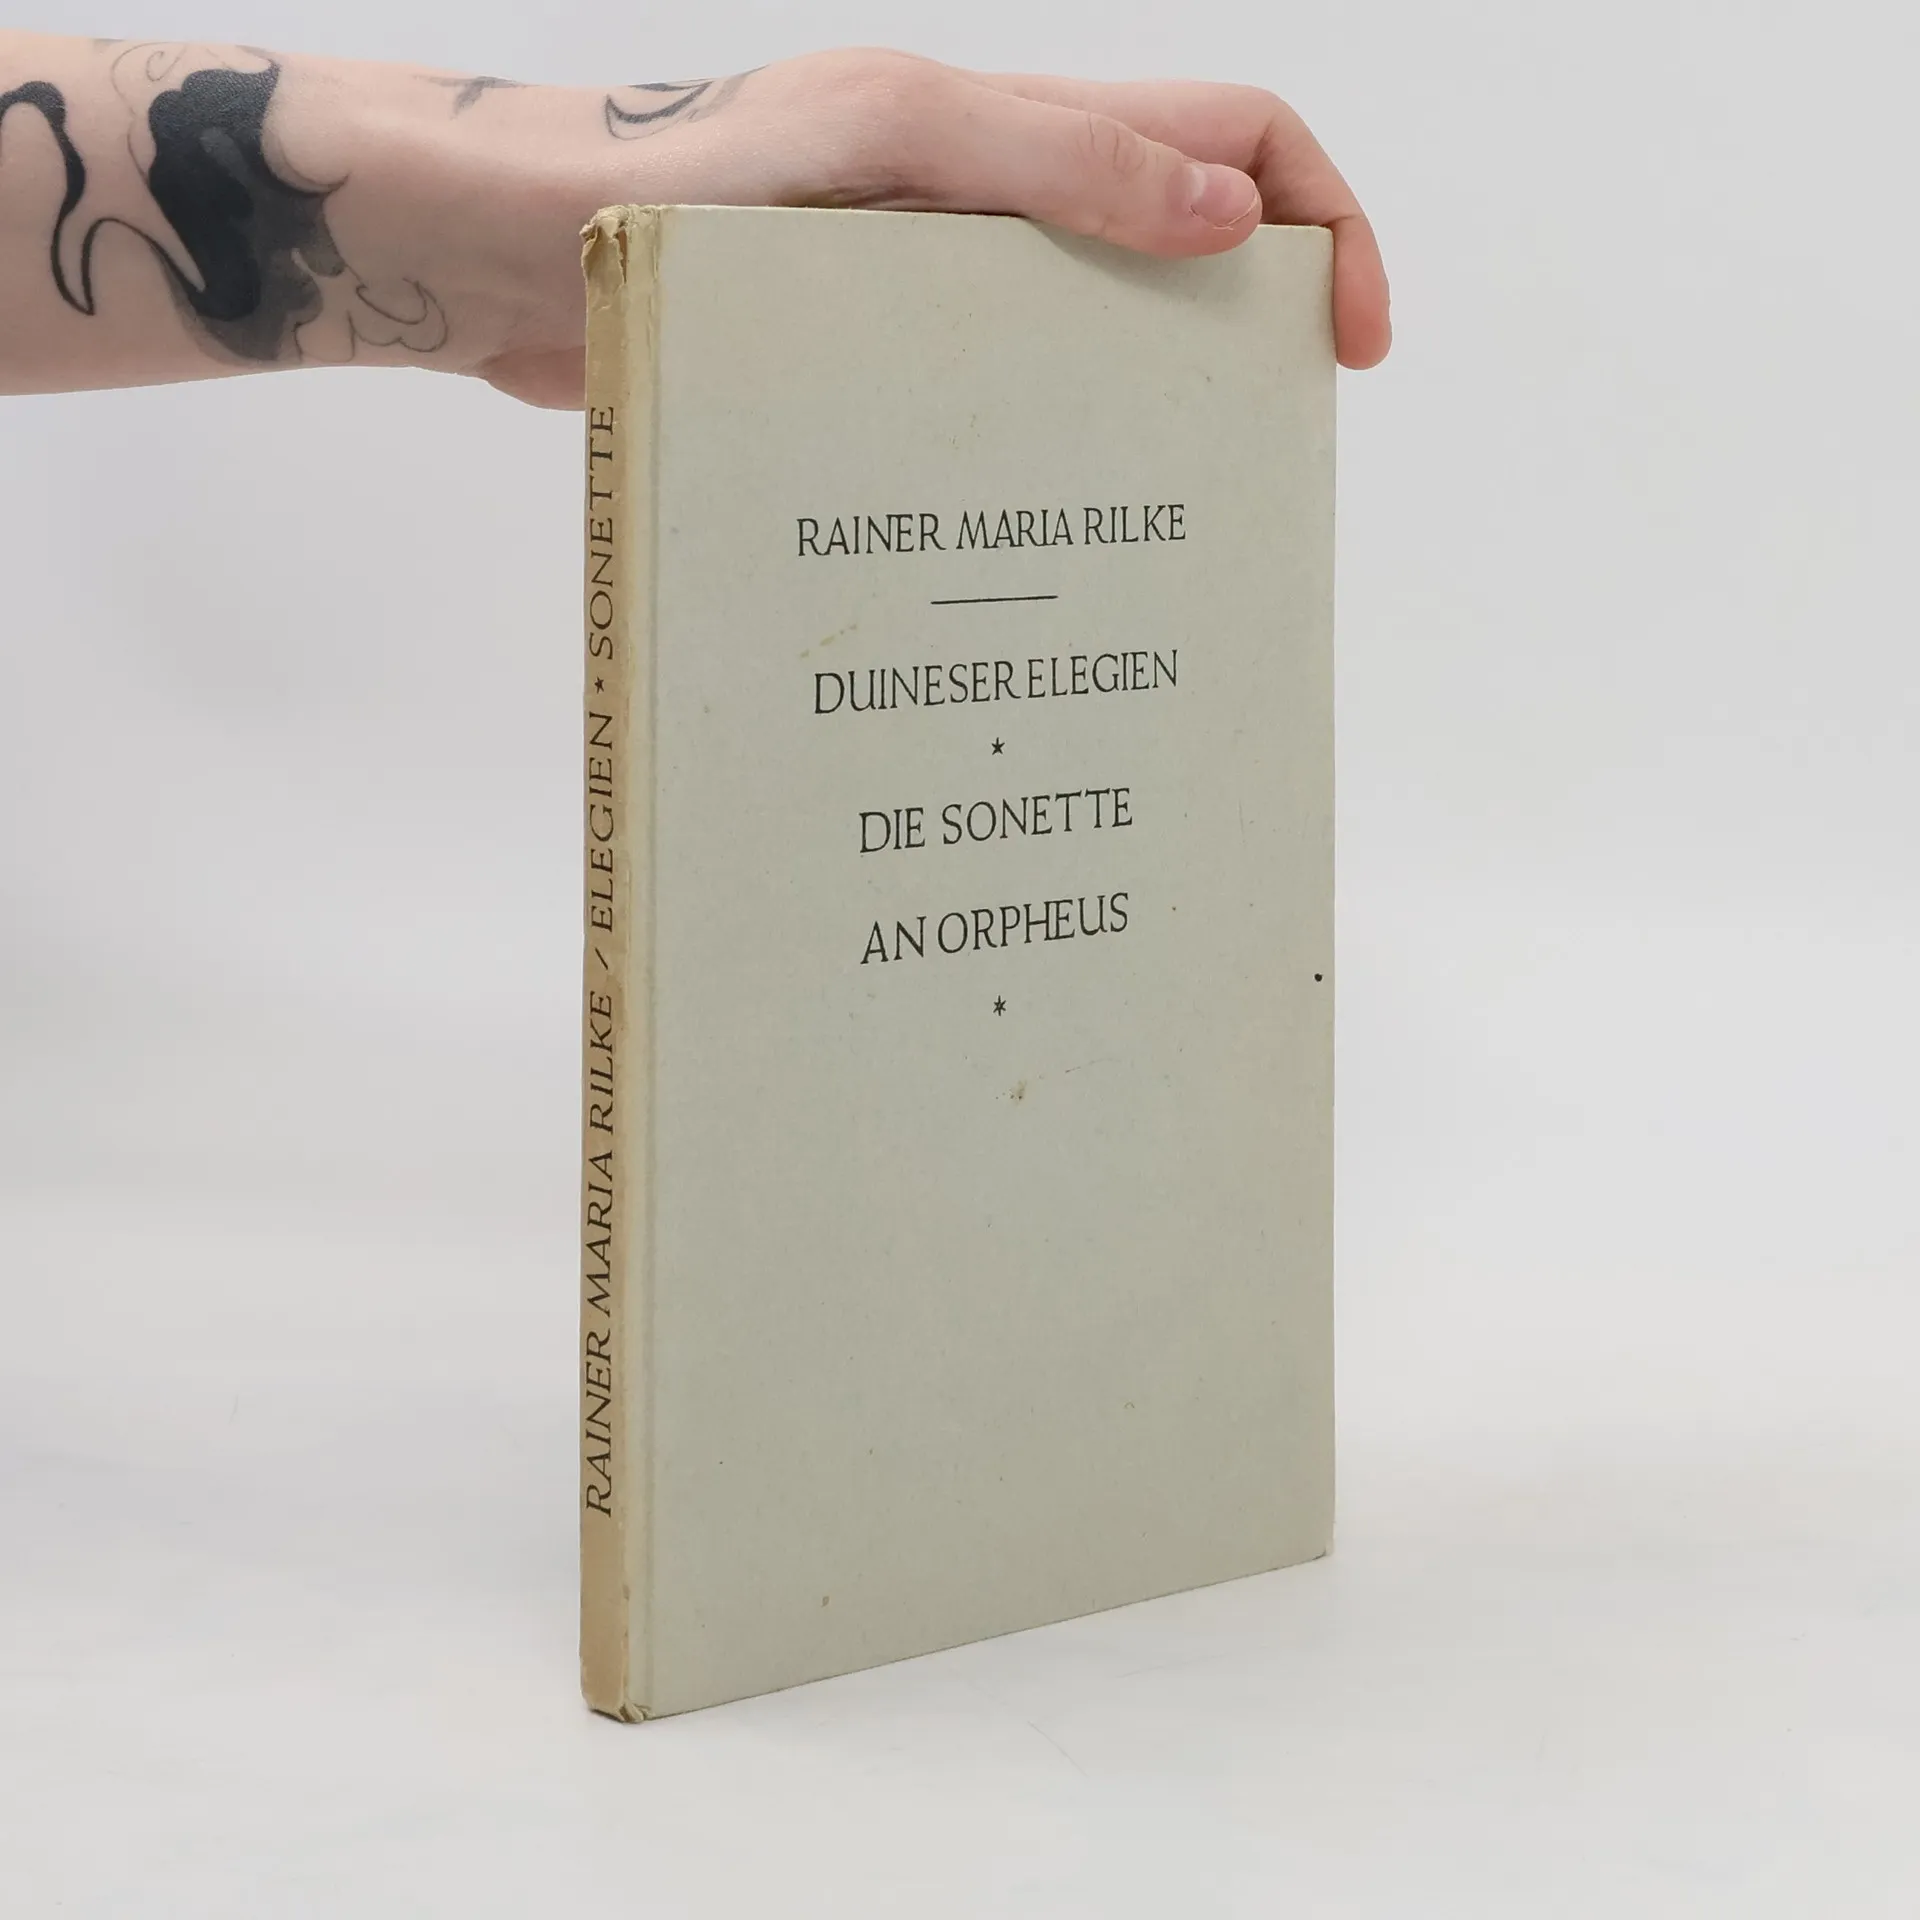 RAINER MARIA RILKE
DUINESER ELEGIEN
*
DIE SONETTE
AN ORPHEUS
*
RAINER MARIA RILKE / ELEGIEN * SONETTE